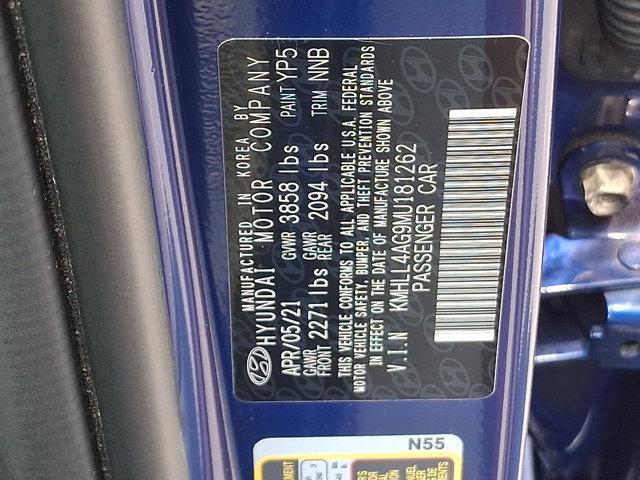 MANUFACTURED IN KOREA BY
HYUNDAI MOTOR COMPANY
APR/05/21 GVWR 3858 lbs PAINT YP5
GAWR FRONT 2271 lbs GAWR REAR 2094 lbs TRIM NNB
THIS VEHICLE CONFORMS TO ALL APPLICABLE U.S.A. FEDERAL
MOTOR VEHICLE SAFETY, BUMPER, AND THEFT PREVENTION STANDARDS
IN EFFECT ON THE DATE OF MANUFACTURE SHOWN ABOVE
V.I.N KMHLL4AG9MU181262
PASSENGER CAR
N55